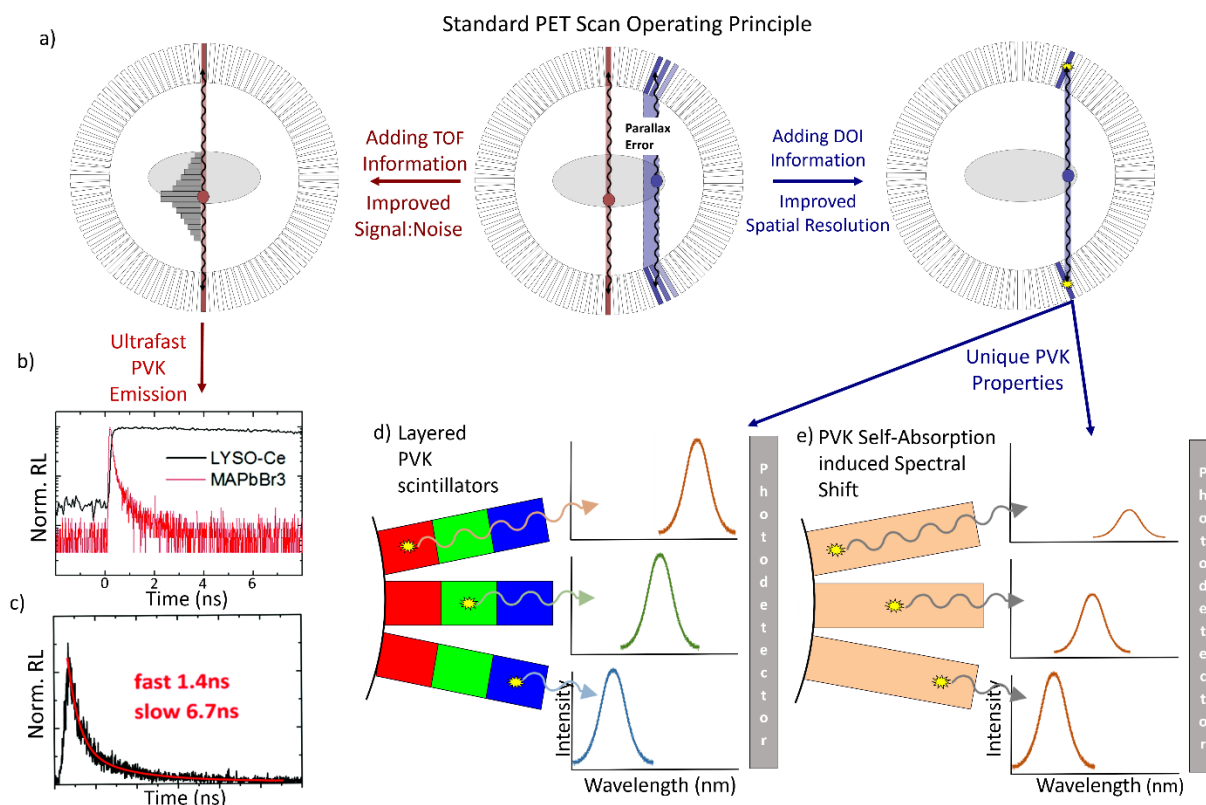 Standard PET Scan Operating Principle
a)
Adding TOF
Information
Improved
Signal:Noise
Parallax
Error
Adding DOI
Information
Improved
Spatial Resolution
Ultrafast
PVK
Emission
Unique PVK
Properties
b)
Norm. RL
LYSO-Ce
MAPbBr3
0
2
4
6
Time (ns)
c)
Norm. RL
fast 1.4ns
slow 6.7ns
Time (ns)
d) Layered
PVK
scintillators
Intensity
Wavelength (nm)
Photodetector
e) PVK Self-Absorption
induced Spectral
Shift
Intensity
Wavelength (nm)
Photodetector